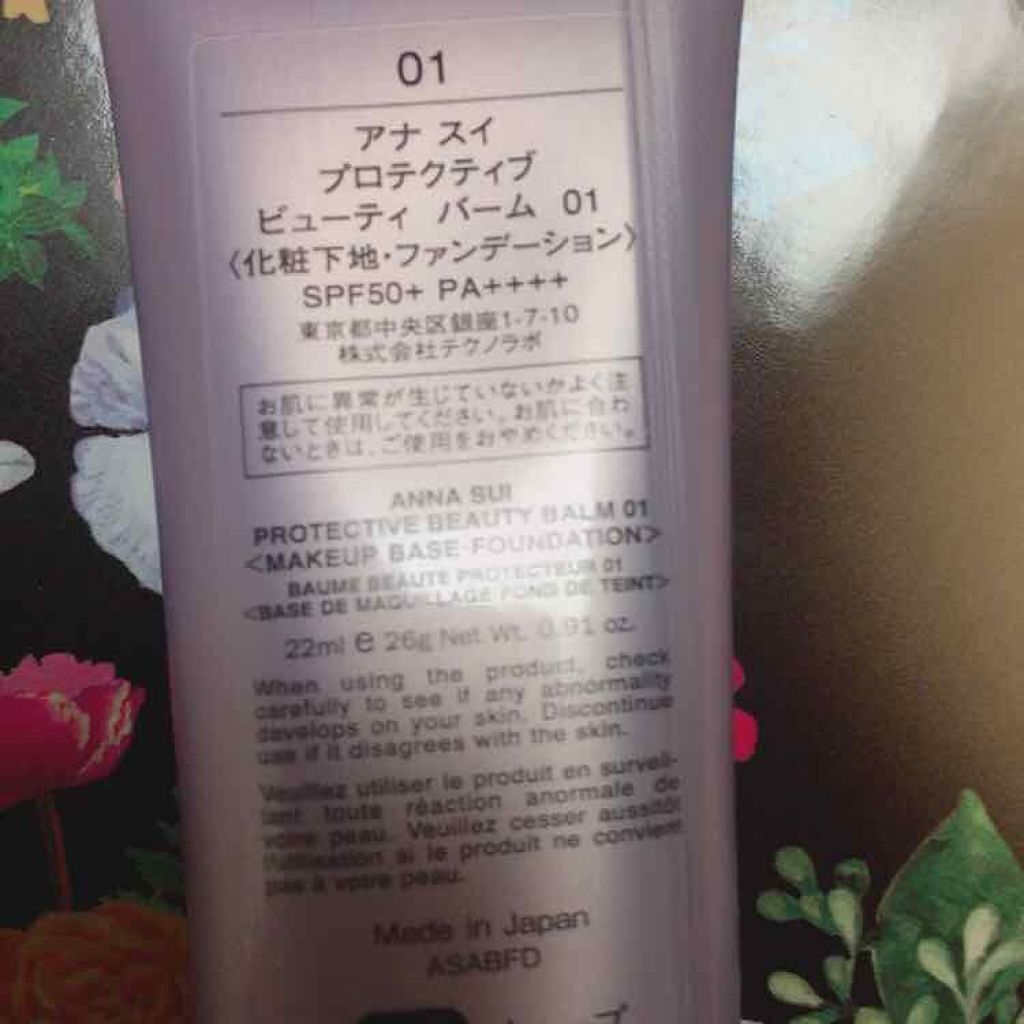 01
アナ スイ
プロテクティブ
ビューティ バーム 01
〈化粧下地・ファンデーション〉
SPF50+ PA++++
東京都中央区銀座1-7-10
株式会社テクノラボ
お肌に異常が生じていないかよく注
意して使用してください。お肌に合わ
ないときは、ご使用をおやめください。
ANNA SUI
PROTECTIVE BEAUTY BALM 01
<MAKEUP BASE·FOUNDATION>
BAUME BEAUTE PROTECTEUR 01
<BASE DE MAQUILLAGE FOND DE TEINT>
22ml e 26g Net Wt. 0.91 oz.
When using the product, check
carefully to see if any abnormality
develops on your skin. Discontinue
use if it disagrees with the skin.
Veuillez utiliser le produit en surveil-
lant toute réaction anormale de
votre peau. Veuillez cesser aussitôt
l'utilisation si le produit ne convient
pas à votre peau.
Made in Japan
ASABFD